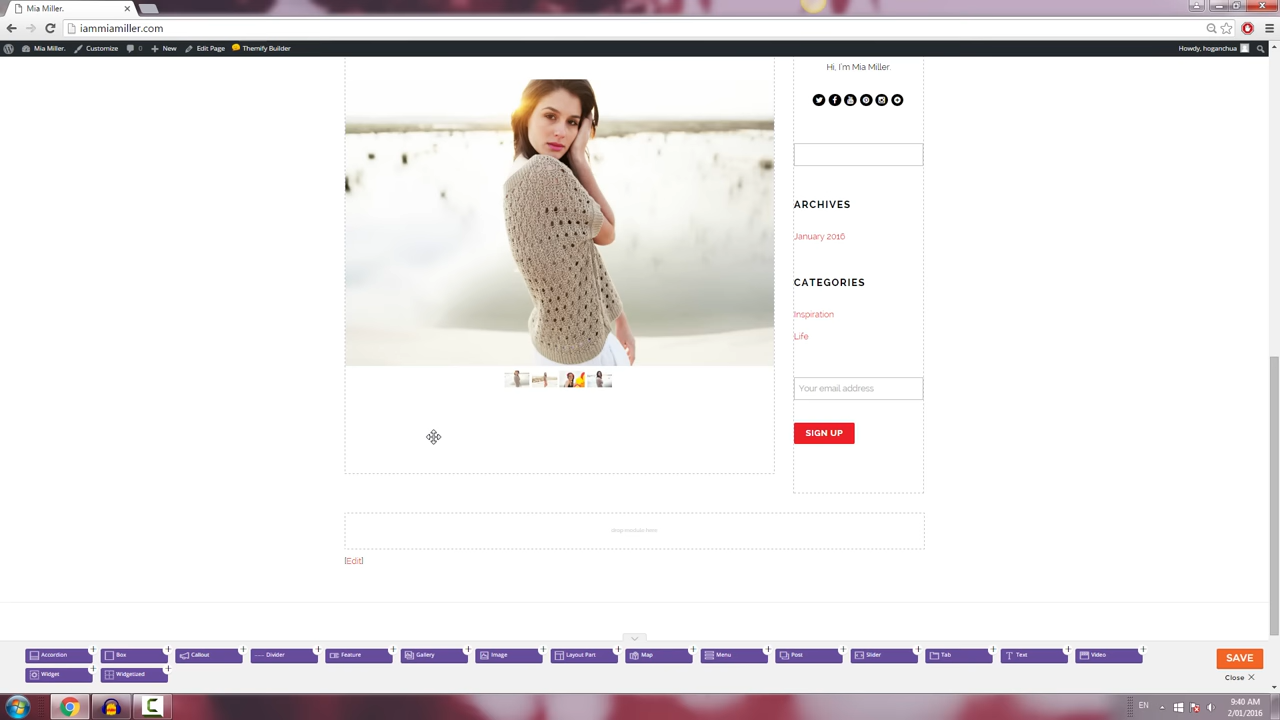 Mia Miller.
iammiamiller.com
Mia Miller. Customize 0 New Edit Page Themify Builder Howdy, hoganchua
Hi, I'm Mia Miller.
ARCHIVES
January 2016
CATEGORIES
Inspiration
Life
Your email address
SIGN UP
drop module here
[Edit]
Accordion Box Callout Divider Feature Gallery Image Layout Part Map Menu Post Slider Tab Text Video
Widget Widgetized
SAVE
Close
EN
9:40 AM
2/01/2016